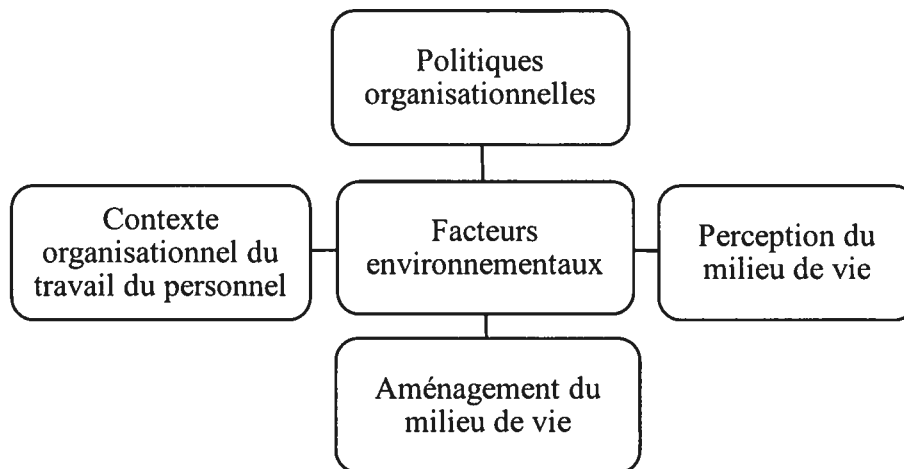 Politiques
organisationnelles
Contexte
organisationnel du
travail du personnel
Facteurs
environnementaux
Perception du
milieu de vie
Aménagement du
milieu de vie